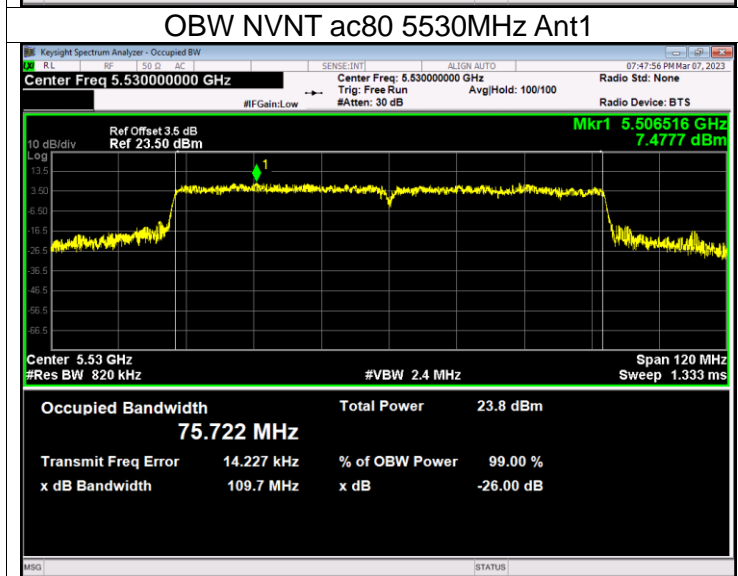 OBW NVNT ac80 5530MHz Ant1
Keysight Spectrum Analyzer - Occupied BW
RL RF 50 Ω AC SENSE:INT ALIGN AUTO 07:47:56 PM Mar 07, 2023
Center Freq 5.530000000 GHz Center Freq: 5.530000000 GHz Radio Std: None
Trig: Free Run Avg|Hold: 100/100
#IFGain:Low #Atten: 30 dB Radio Device: BTS
Ref Offset 3.5 dB Mkr1 5.506516 GHz
10 dB/div Ref 23.50 dBm 7.4777 dBm
Log
1
13.5
3.50
-6.50
-16.5
-26.5
-36.5
-46.5
-56.5
-66.5
Center 5.53 GHz Span 120 MHz
#Res BW 820 kHz #VBW 2.4 MHz Sweep 1.333 ms
Occupied Bandwidth Total Power 23.8 dBm
75.722 MHz
Transmit Freq Error 14.227 kHz % of OBW Power 99.00 %
x dB Bandwidth 109.7 MHz x dB -26.00 dB
MSG STATUS